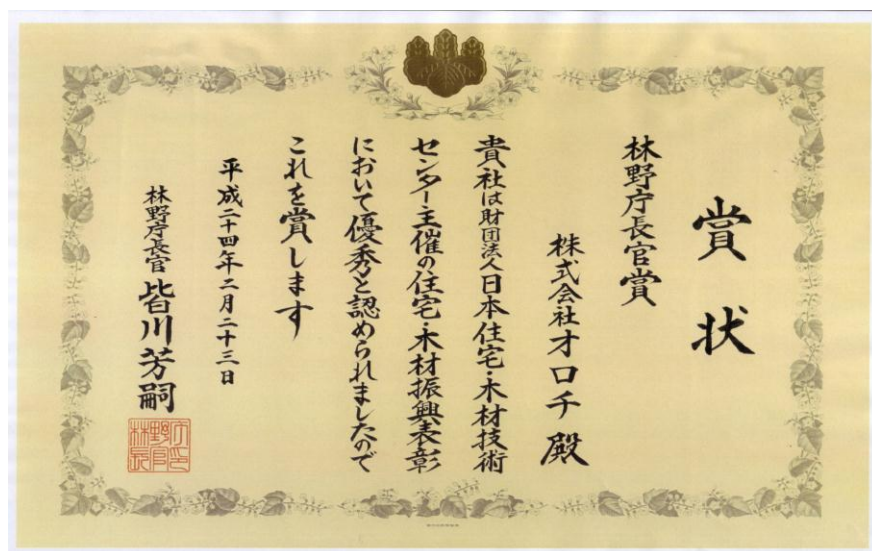 賞状
林野庁長官賞
株式会社オロチ殿
貴社は財団法人日本住宅・木材技術
センター主催の住宅・木材振興表彰
において優秀と認められましたので
これを賞します
平成二十四年二月二十三日
林野庁長官 皆川芳嗣